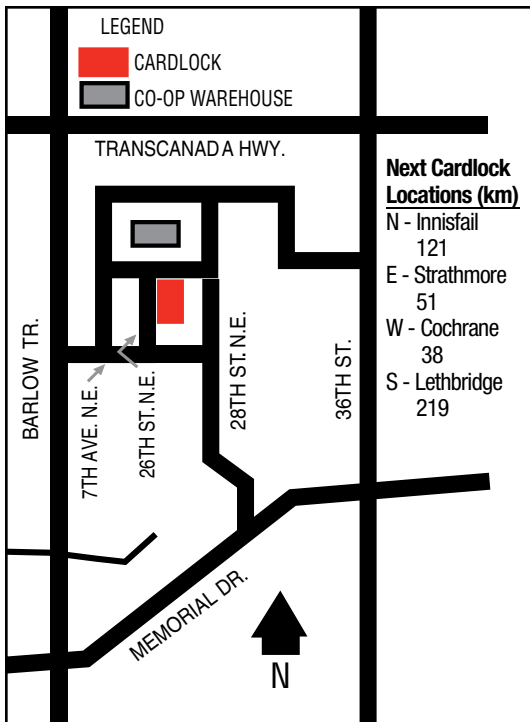 LEGEND
CARDLOCK
CO-OP WAREHOUSE
TRANSCANADA HWY.
Next Cardlock
Locations (km)
N - Innisfail
121
E - Strathmore
51
W - Cochrane
38
S - Lethbridge
219
BARLOW TR.
7TH AVE. N.E.
26TH ST. N.E.
28TH ST. N.E.
36TH ST.
MEMORIAL DR.
N